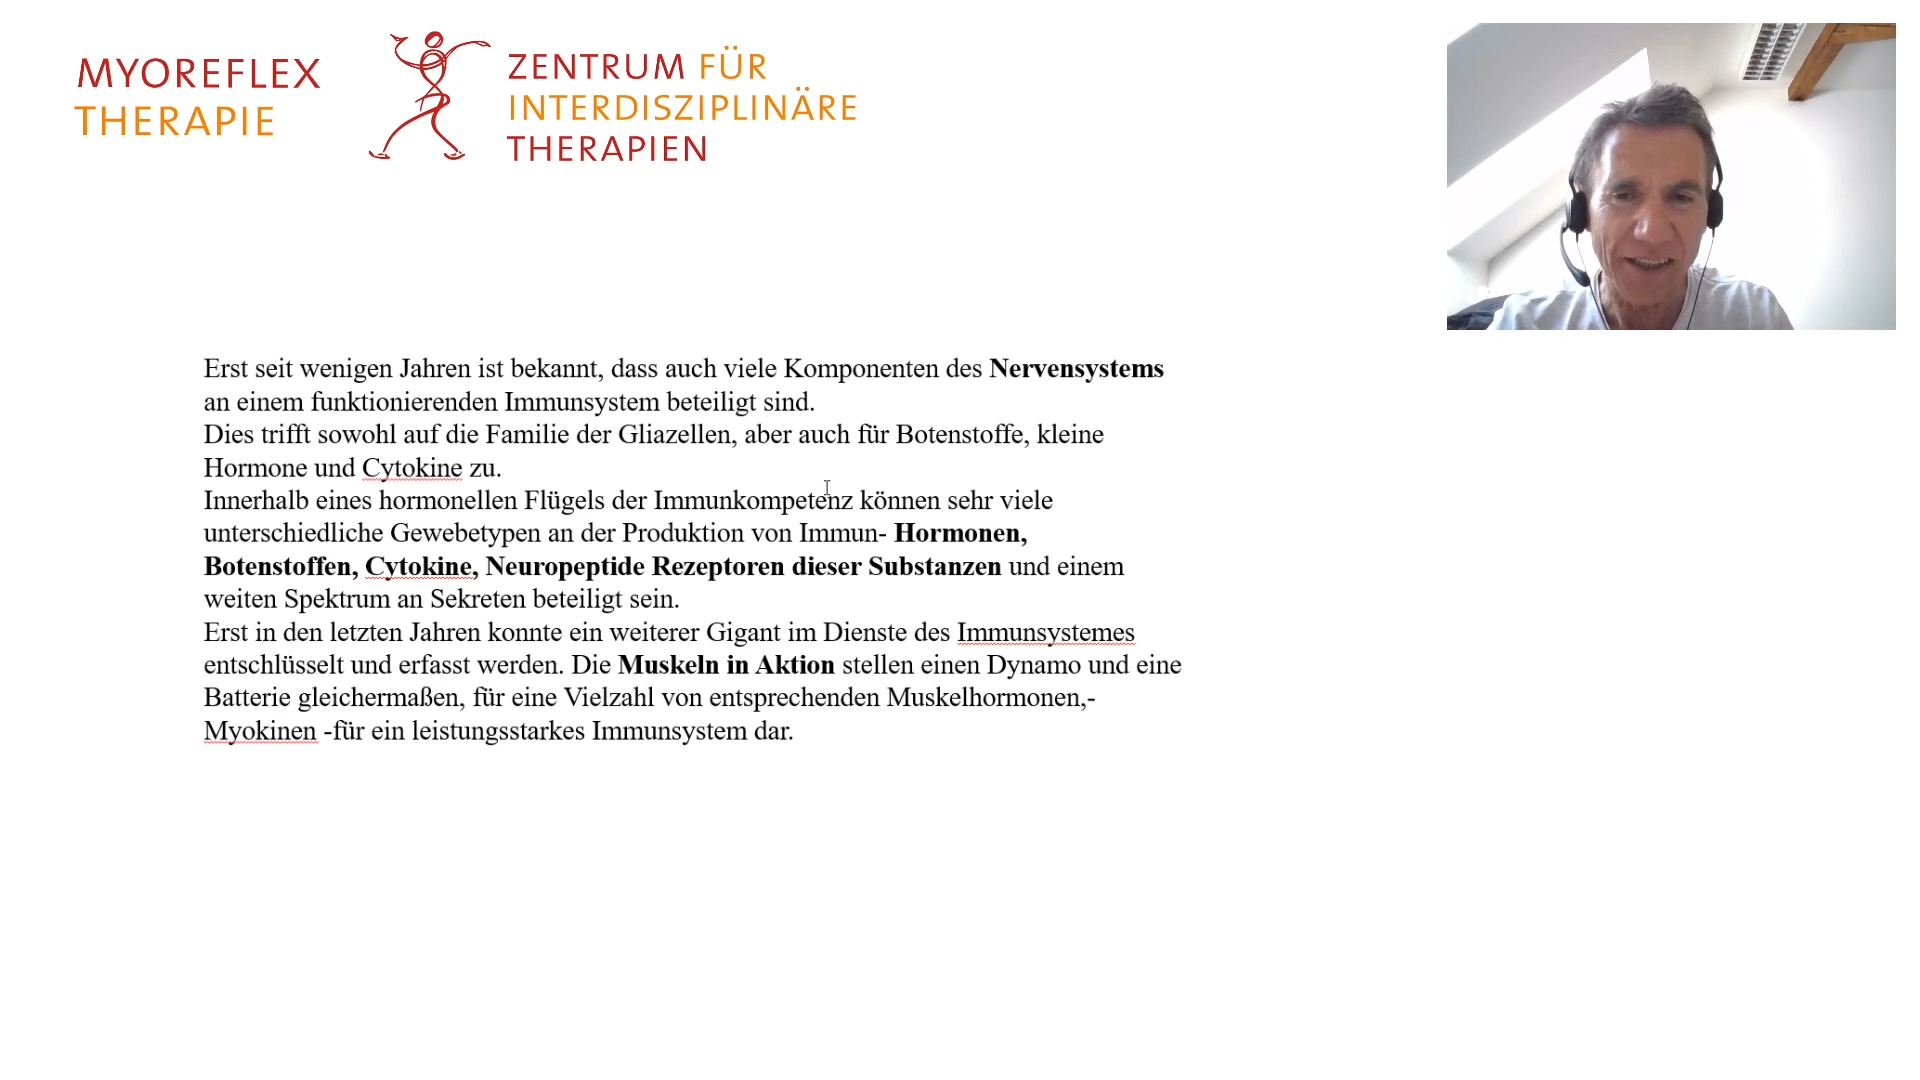 MYOREFLEX
THERAPIE
ZENTRUM FÜR
INTERDISZIPLINÄRE
THERAPIEN
Erst seit wenigen Jahren ist bekannt, dass auch viele Komponenten des Nervensystems
an einem funktionierenden Immunsystem beteiligt sind.
Dies trifft sowohl auf die Familie der Gliazellen, aber auch für Botenstoffe, kleine
Hormone und Cytokine zu.
Innerhalb eines hormonellen Flügels der Immunkompetenz können sehr viele
unterschiedliche Gewebetypen an der Produktion von Immun- Hormonen,
Botenstoffen, Cytokine, Neuropeptide Rezeptoren dieser Substanzen und einem
weiten Spektrum an Sekreten beteiligt sein.
Erst in den letzten Jahren konnte ein weiterer Gigant im Dienste des Immunsystemes
entschlüsselt und erfasst werden. Die Muskeln in Aktion stellen einen Dynamo und eine
Batterie gleichermaßen, für eine Vielzahl von entsprechenden Muskelhormonen,-
Myokinen -für ein leistungsstarkes Immunsystem dar.